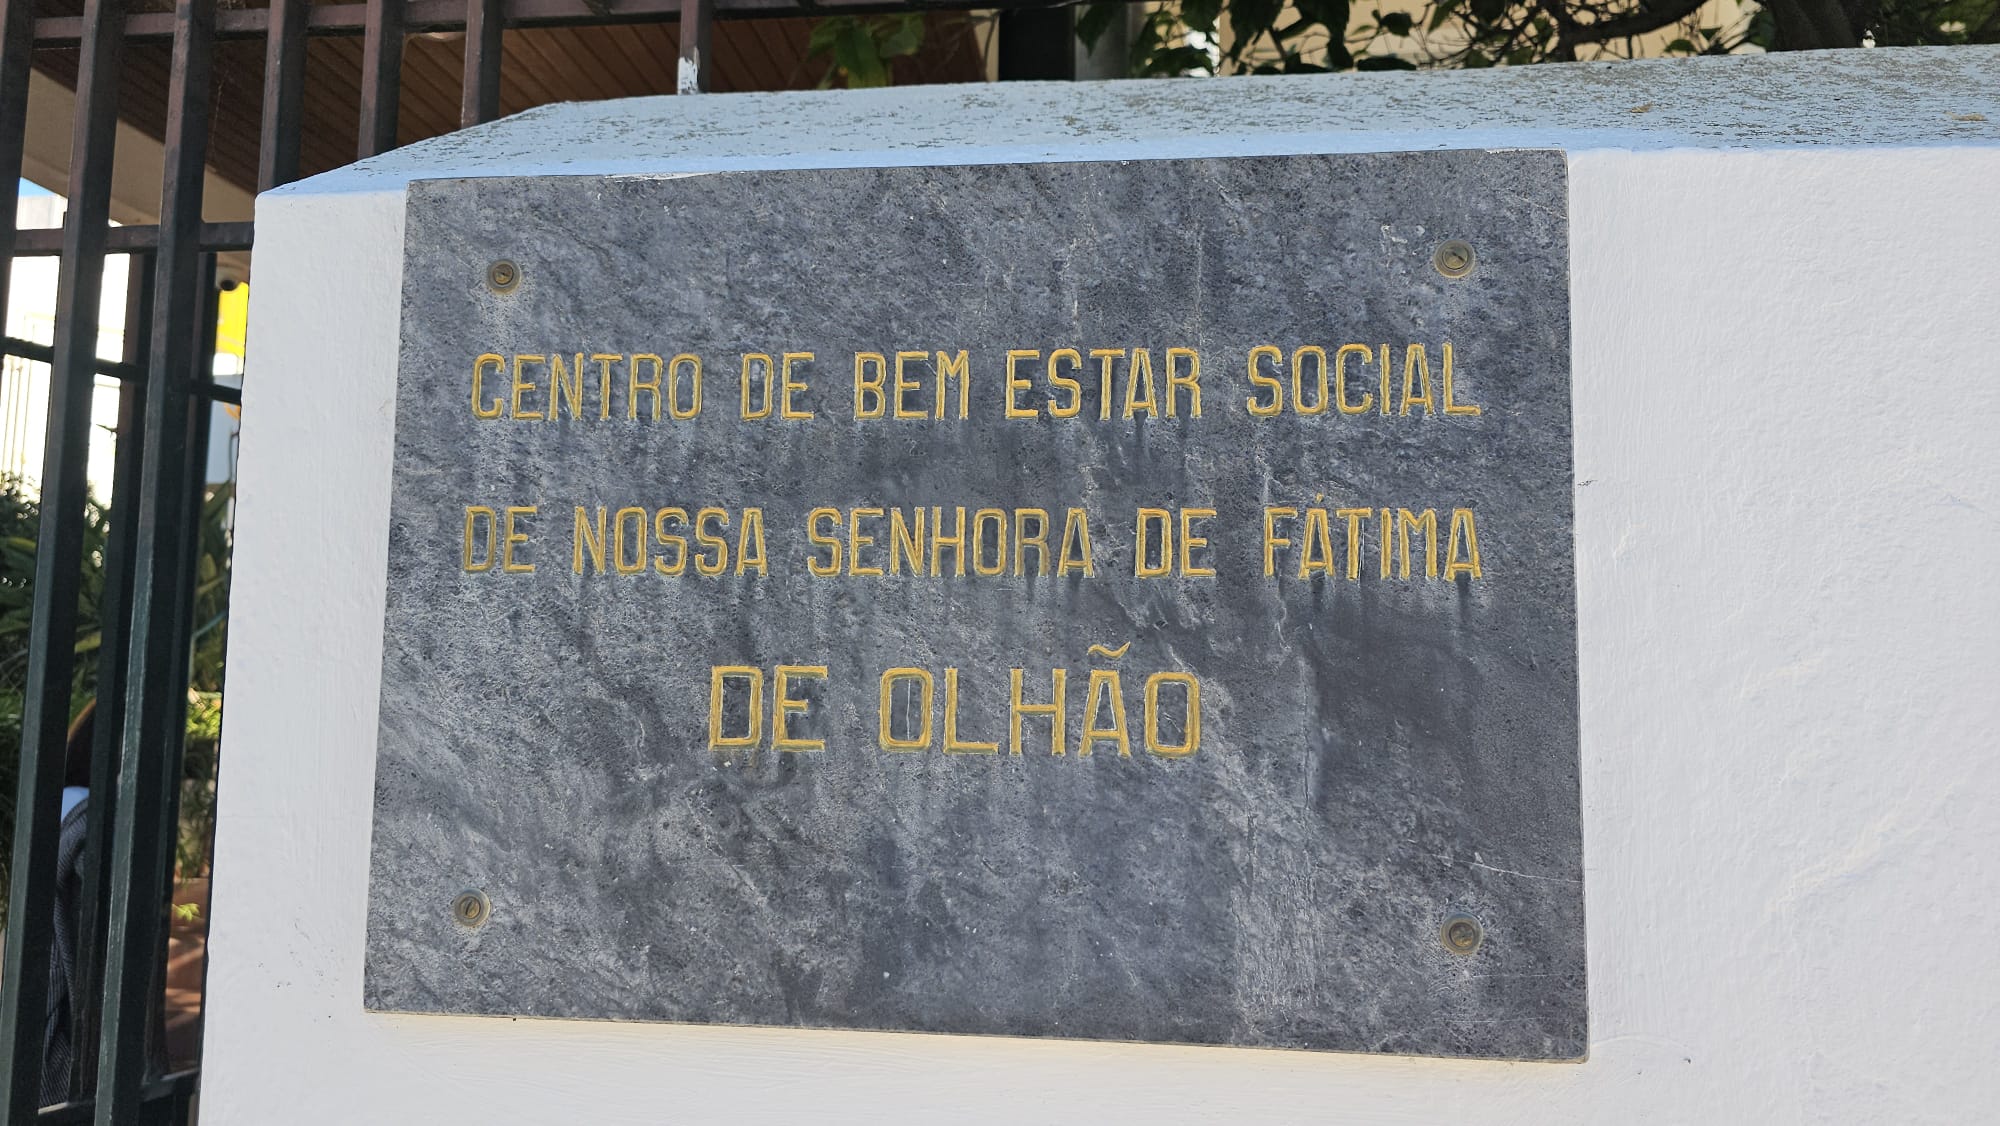 CENTRO DE BEM ESTAR SOCIAL
DE NOSSA SENHORA DE FÁTIMA
DE OLHÃO